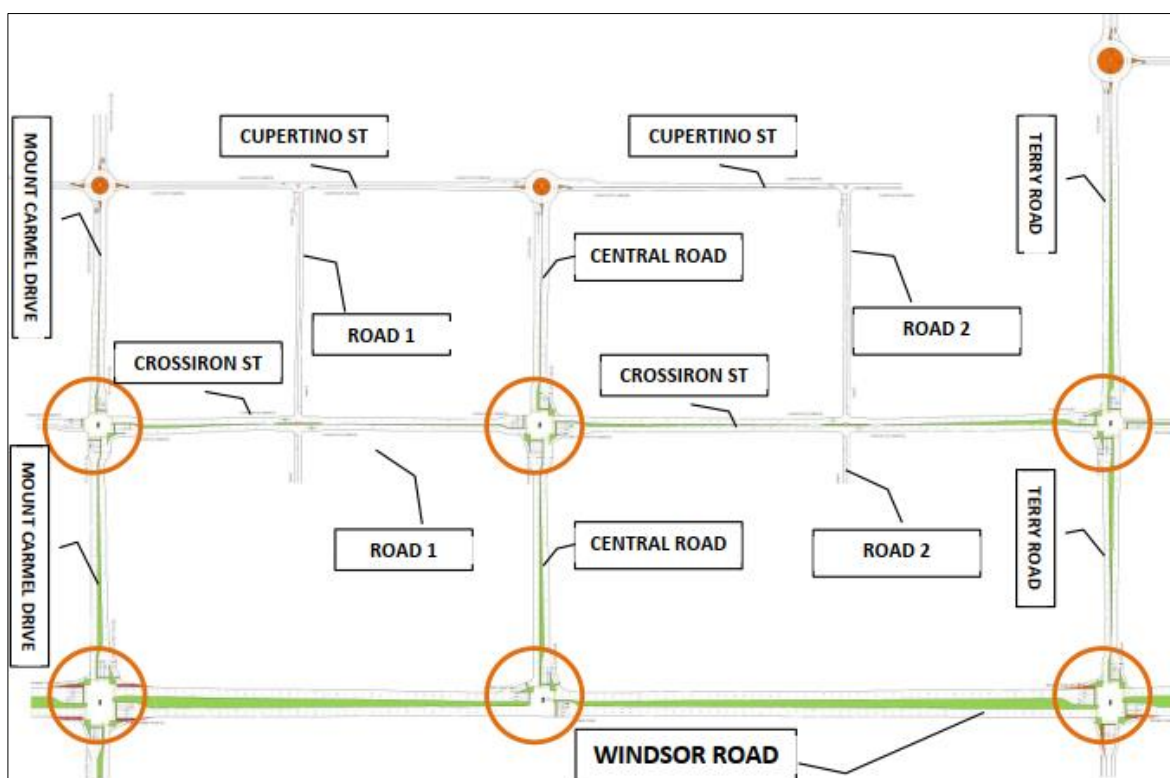 CUPERTINO ST
CUPERTINO ST
MOUNT CARMEL DRIVE
TERRY ROAD
CENTRAL ROAD
ROAD 1
ROAD 2
CROSSIRON ST
CROSSIRON ST
MOUNT CARMEL DRIVE
TERRY ROAD
ROAD 1
CENTRAL ROAD
ROAD 2
WINDSOR ROAD